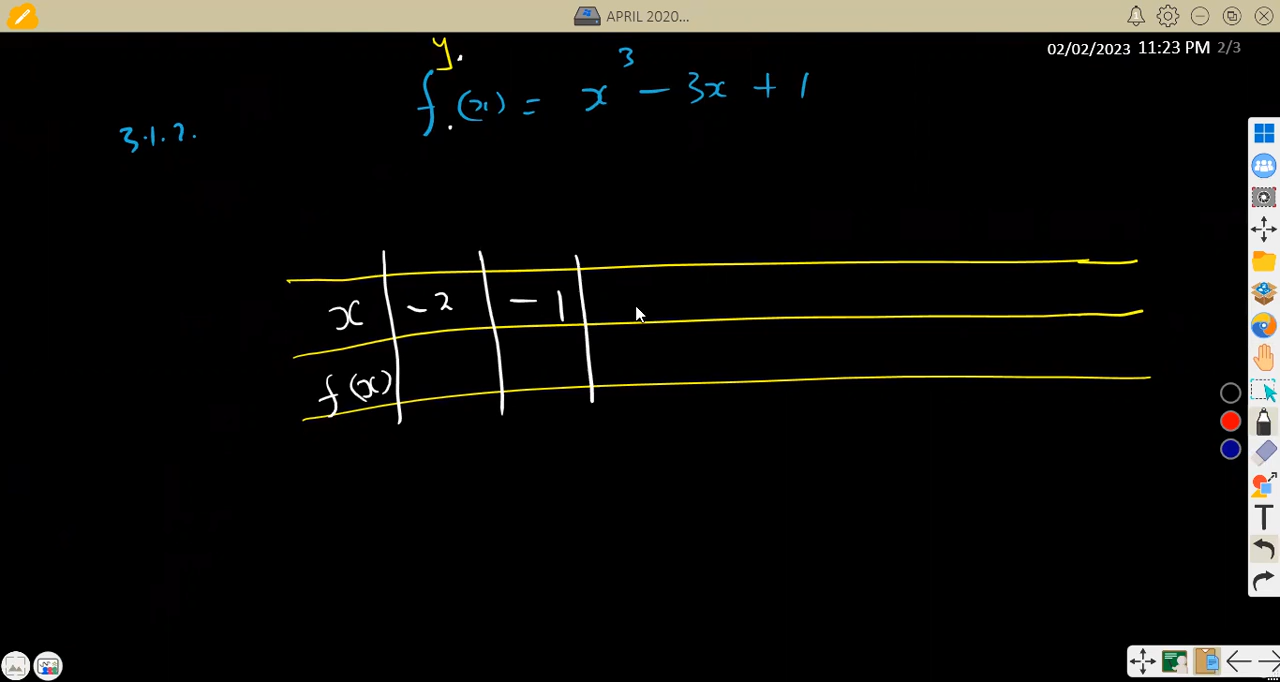 APRIL 2020...
02/02/2023 11:23 PM 2/3
y
f(x) = x³ - 3x + 1
3.1.2.
x -2 -1
f(x)
T